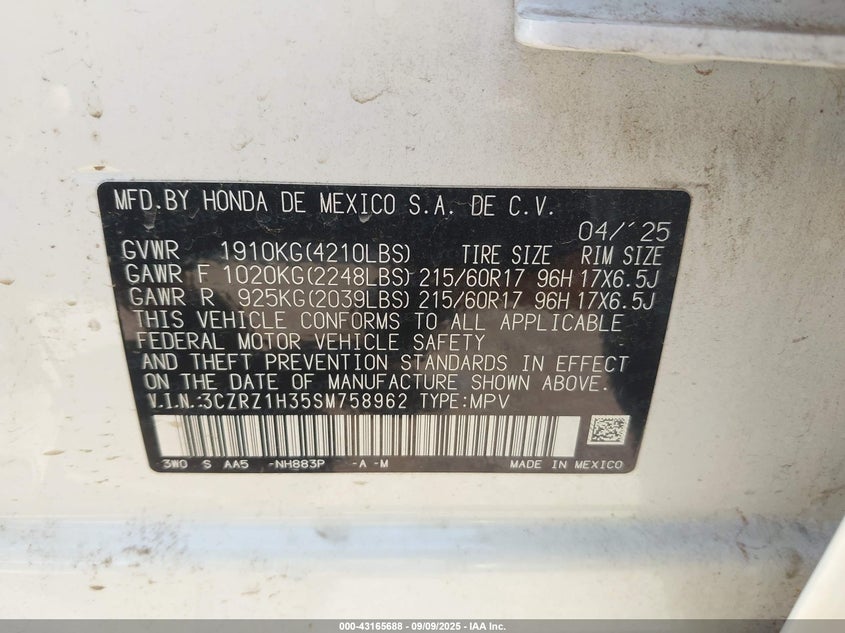 MFD.BY HONDA DE MEXICO S.A. DE C.V.
04/'25
GVWR 1910KG(4210LBS) TIRE SIZE RIM SIZE
GAWR F 1020KG(2248LBS) 215/60R17 96H 17X6.5J
GAWR R 925KG(2039LBS) 215/60R17 96H 17X6.5J
THIS VEHICLE CONFORMS TO ALL APPLICABLE
FEDERAL MOTOR VEHICLE SAFETY
AND THEFT PREVENTION STANDARDS IN EFFECT
ON THE DATE OF MANUFACTURE SHOWN ABOVE.
V.I.N.:3CZRZ1H35SM758962 TYPE:MPV
3W0 S AA5 -NH883P -A -M MADE IN MEXICO
000-43165688 - 09/09/2025 - IAA Inc.